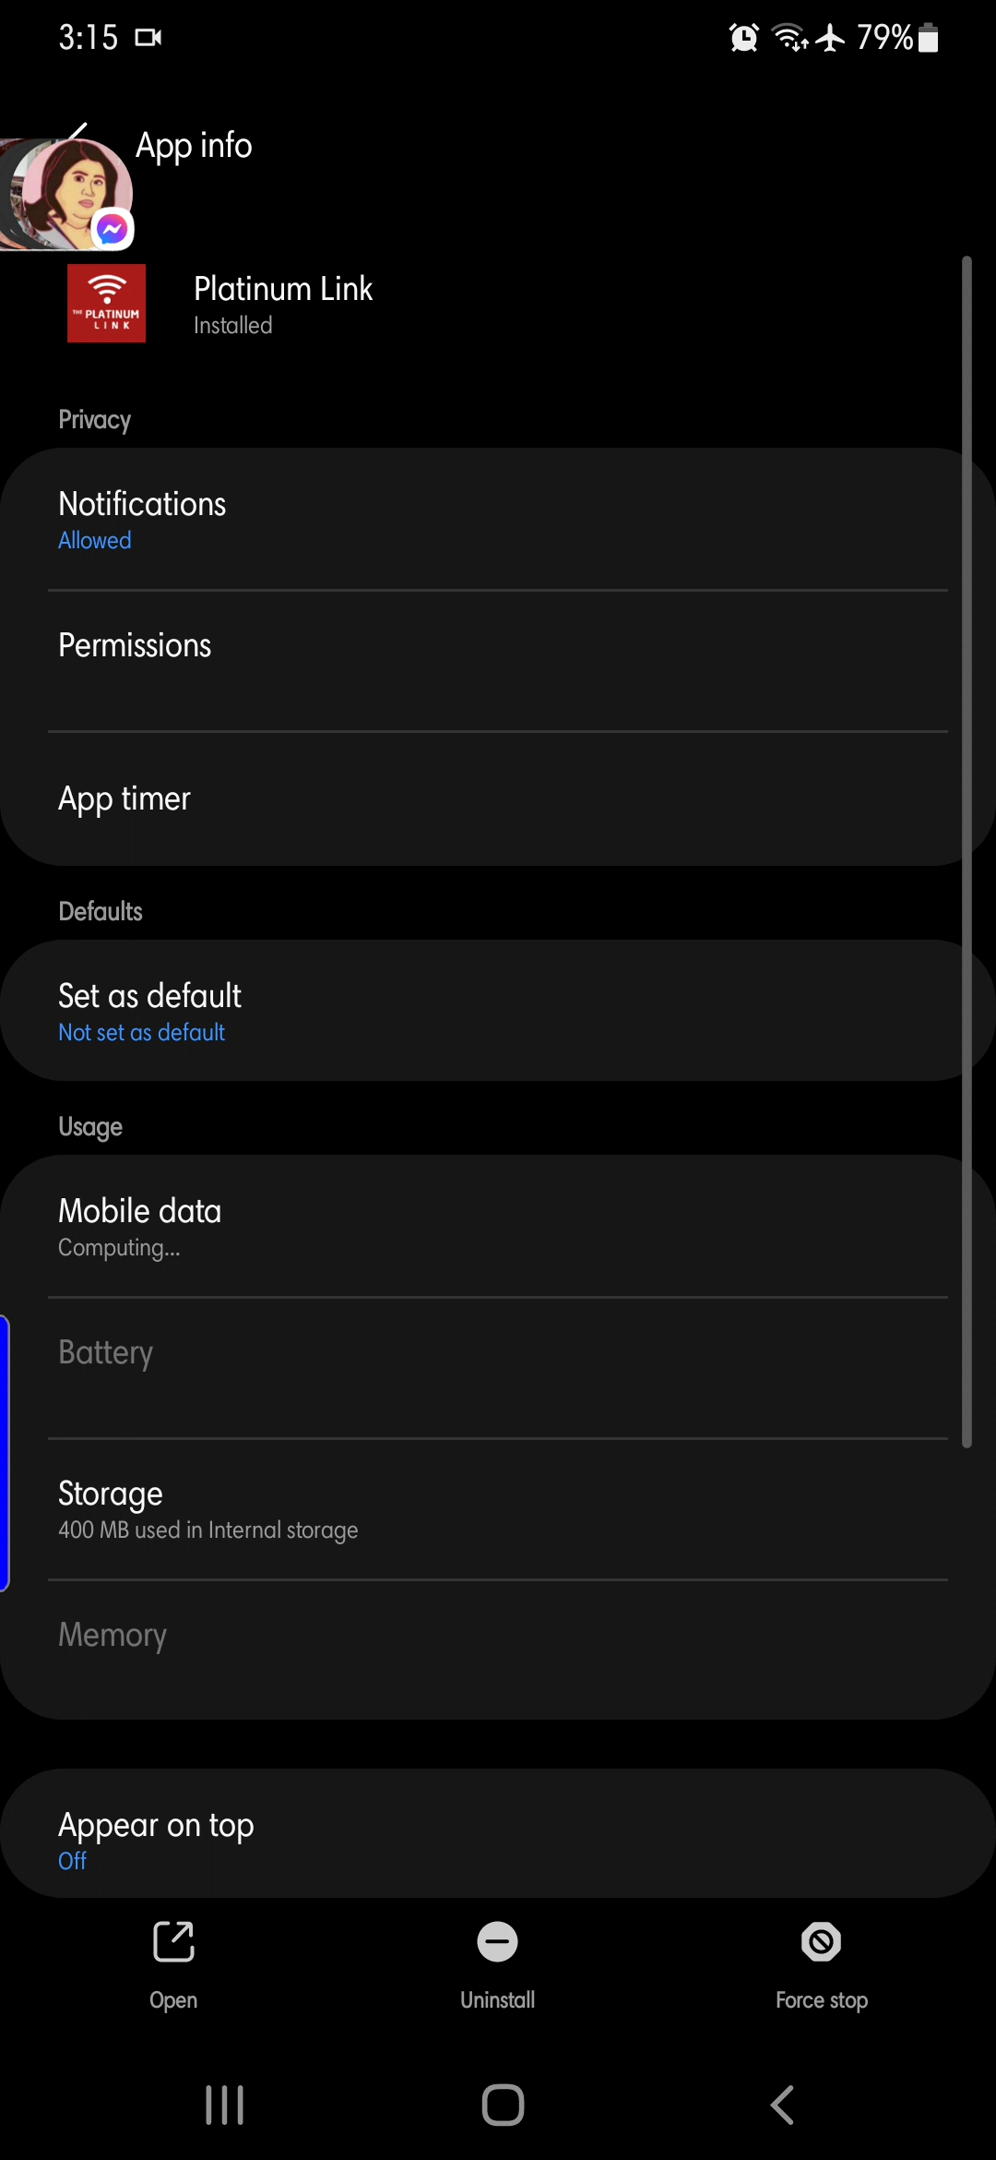 3:15
79%
App info
THE PLATINUM
LINK
Platinum Link
Installed
Privacy
Notifications
Allowed
Permissions
App timer
Defaults
Set as default
Not set as default
Usage
Mobile data
Computing...
Battery
Storage
400 MB used in Internal storage
Memory
Appear on top
Off
Open
Uninstall
Force stop